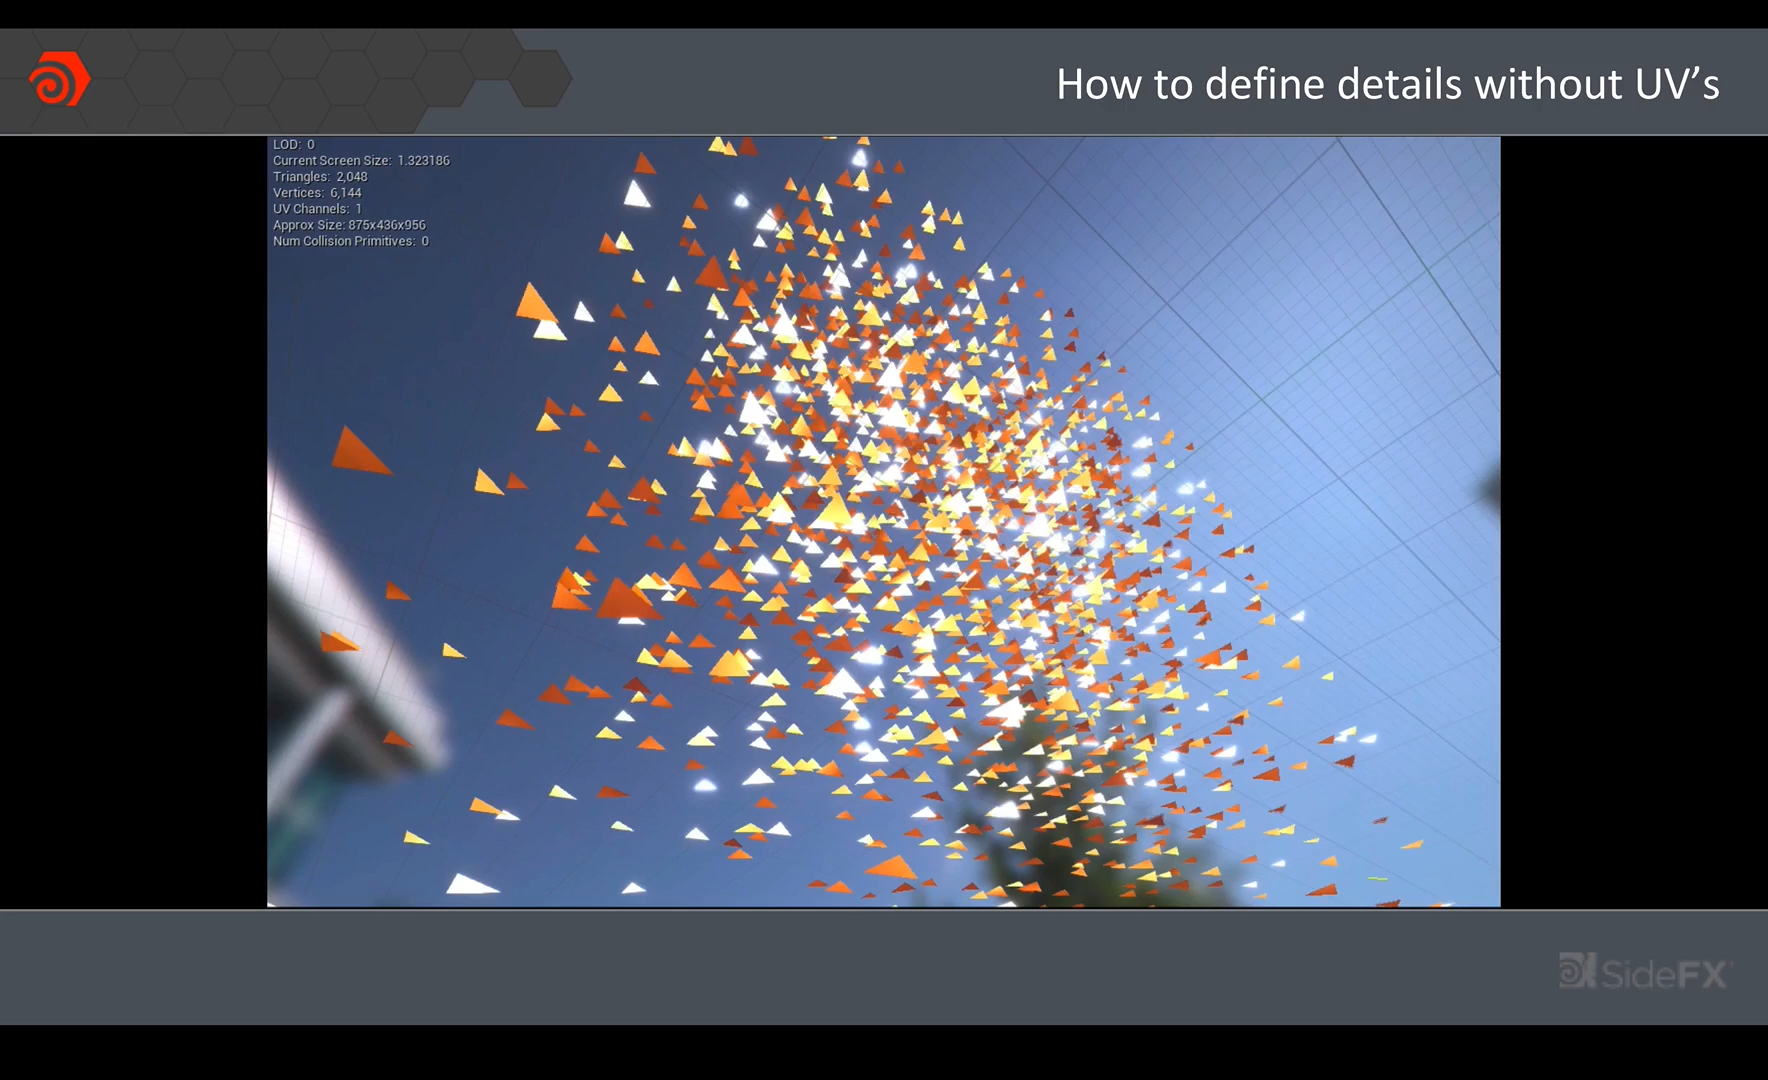 How to define details without UV’s
LOD: 0
Current Screen Size: 1.323186
Triangles: 2,048
Vertices: 6,144
UV Channels: 1
Approx Size: 875x436x956
Num Collision Primitives: 0
SideFX